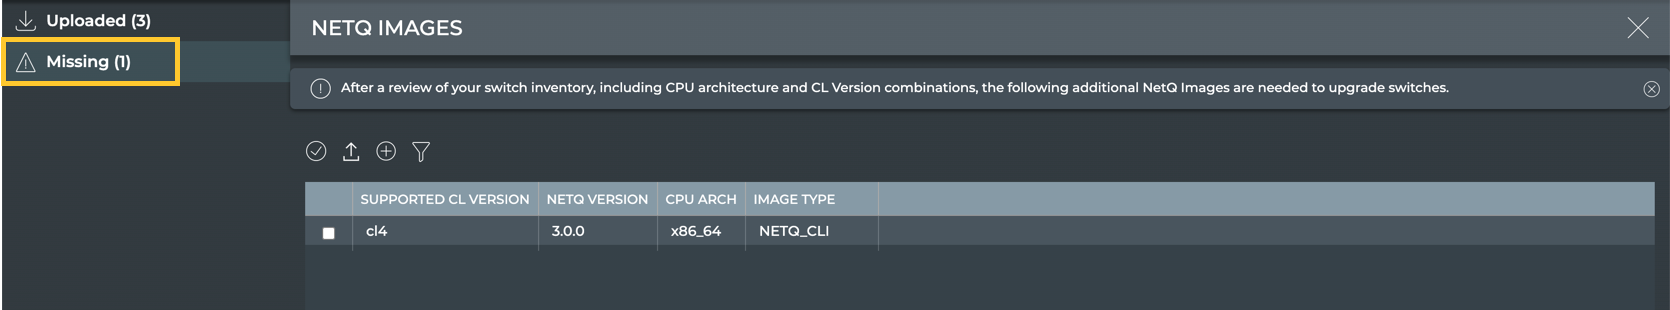 Uploaded (3)
Missing (1)
NETQ IMAGES
After a review of your switch inventory, including CPU architecture and CL Version combinations, the following additional NetQ Images are needed to upgrade switches.
SUPPORTED CL VERSION NETQ VERSION CPU ARCH IMAGE TYPE
cl4 3.0.0 x86_64 NETQ_CLI